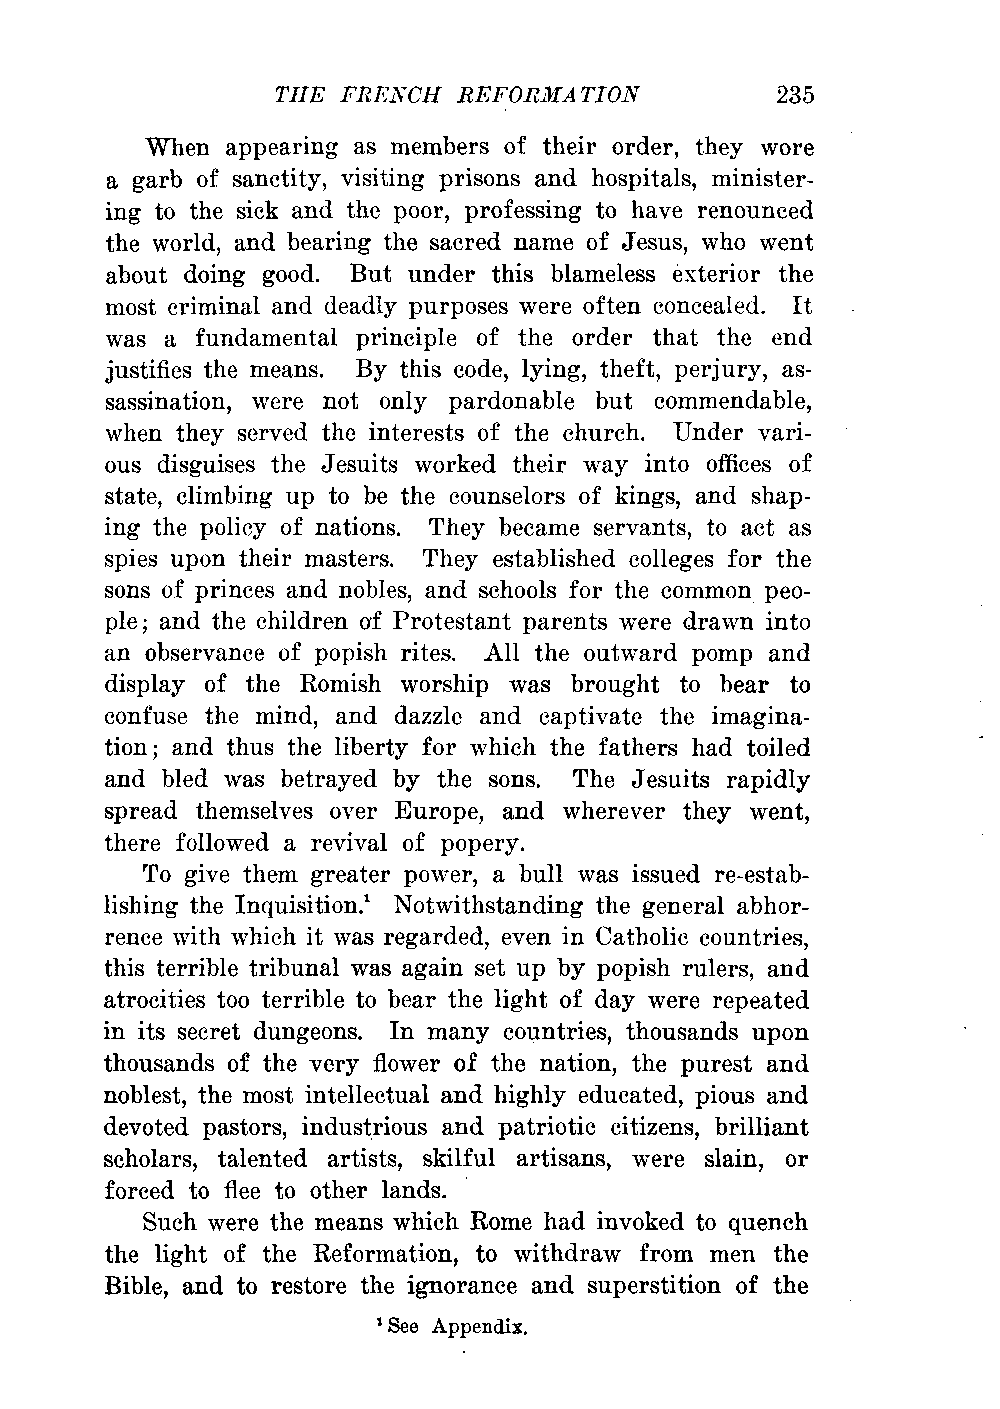 THE FRENCH REFORMATION 235
When appearing as members of their order, they wore
a garb of sanctity, visiting prisons and hospitals, minister-
ing to the sick and the poor, professing to have renounced
the world, and bearing the sacred name of Jesus, who went
about doing good. But under this blameless exterior the
most criminal and deadly purposes were often concealed. It
was a fundamental principle of the order that the end
justifies the means. By this code, lying, theft, perjury, as-
sassination, were not only pardonable but commendable,
when they served the interests of the church. Under vari-
ous disguises the Jesuits worked their way into offices of
state, climbing up to be the counselors of kings, and shap-
ing the policy of nations. They became servants, to act as
spies upon their masters. They established colleges for the
sons of princes and nobles, and schools for the common peo-
ple; and the children of Protestant parents were drawn into
an observance of popish rites. All the outward pomp and
display of the Romish worship was brought to bear to
confuse the mind, and dazzle and captivate the imagina-
tion; and thus the liberty for which the fathers had toiled
and bled was betrayed by the sons. The Jesuits rapidly
spread themselves over Europe, and wherever they went,
there followed a revival of popery.
To give them greater power, a bull was issued re-estab-
lishing the Inquisition.¹ Notwithstanding the general abhor-
rence with which it was regarded, even in Catholic countries,
this terrible tribunal was again set up by popish rulers, and
atrocities too terrible to bear the light of day were repeated
in its secret dungeons. In many countries, thousands upon
thousands of the very flower of the nation, the purest and
noblest, the most intellectual and highly educated, pious and
devoted pastors, industrious and patriotic citizens, brilliant
scholars, talented artists, skilful artisans, were slain, or
forced to flee to other lands.
Such were the means which Rome had invoked to quench
the light of the Reformation, to withdraw from men the
Bible, and to restore the ignorance and superstition of the
¹ See Appendix.